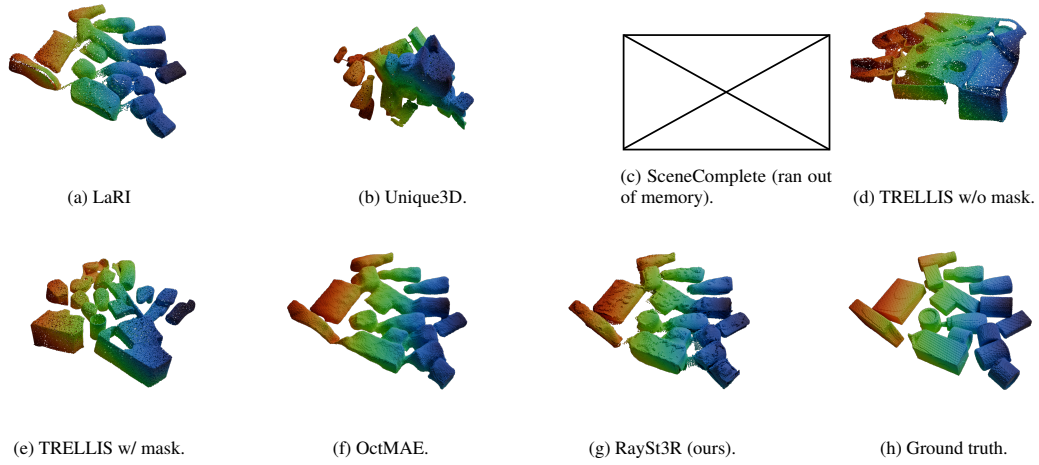 (a) LaRI
(b) Unique3D.
(c) SceneComplete (ran out
of memory).
(d) TRELLIS w/o mask.
(e) TRELLIS w/ mask.
(f) OctMAE.
(g) RaySt3R (ours).
(h) Ground truth.